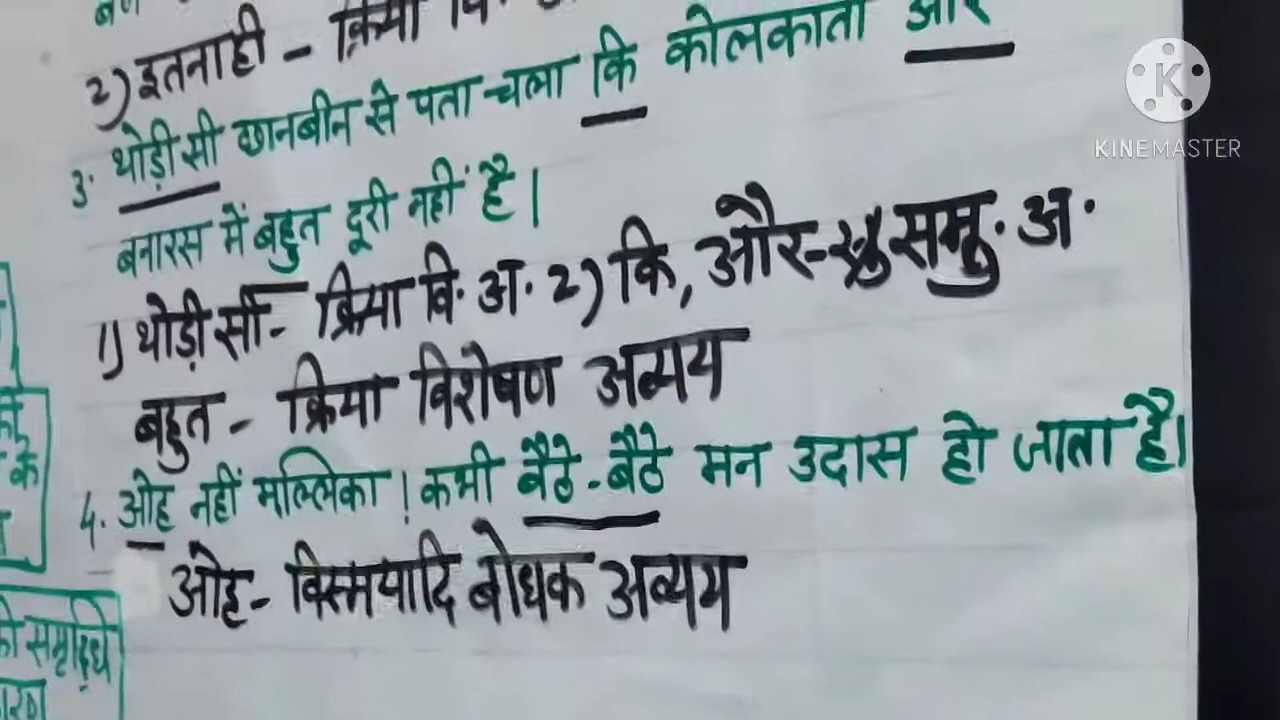 2) इतनाही - क्रिया वि
3. थोड़ी सी छानबीन से पता चला कि कोलकाता और
बनारस में बहुत दूरी नहीं है।
1) थोड़ी सी - क्रिया वि. अ. 2) कि, और - समु. अ.
बहुत - क्रिया विशेषण अव्यय
4. ओह नहीं मल्लिका ! कभी बैठे-बैठे मन उदास हो जाता है।
ओह - विस्मयादि बोधक अव्यय
की समृद्धि
KINEMASTER